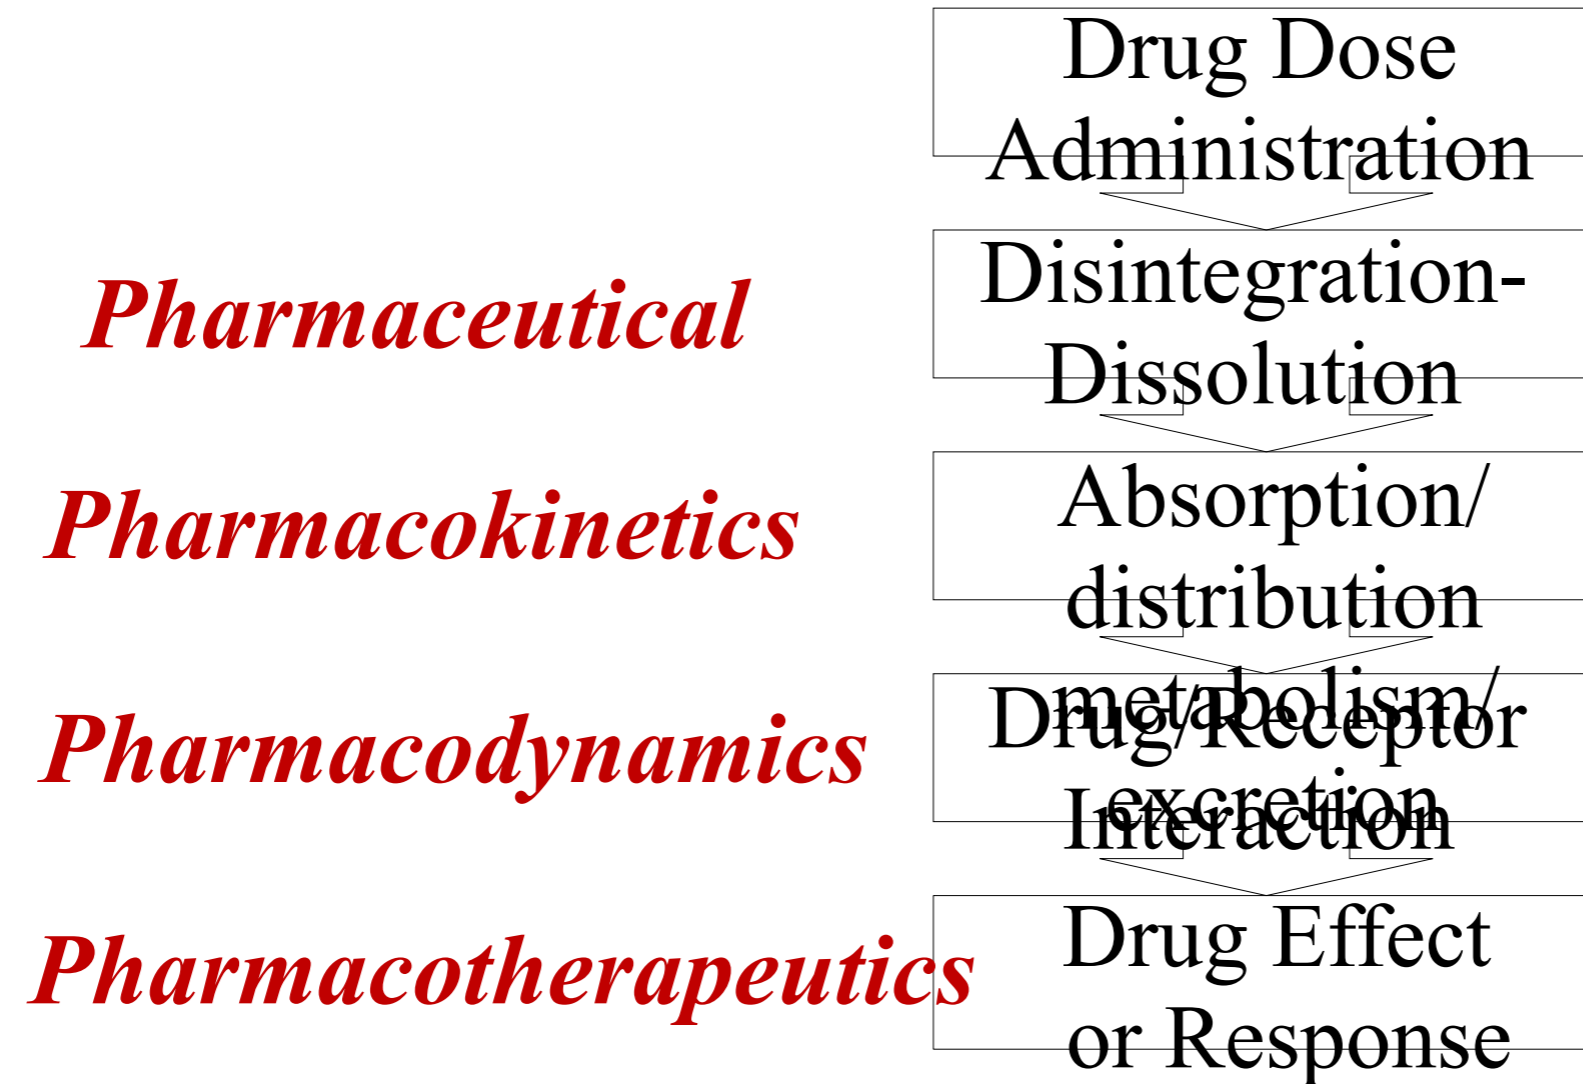 Drug Dose
Administration
Pharmaceutical
Disintegration-
Dissolution
Pharmacokinetics
Absorption/
distribution
metabolism/
excretion
Pharmacodynamics
Drug/Receptor
Interaction
Pharmacotherapeutics
Drug Effect
or Response